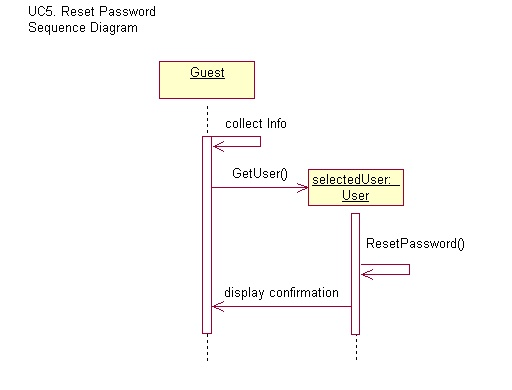 UC5. Reset Password
Sequence Diagram
Guest
collect Info
GetUser()
selectedUser:
User
ResetPassword()
display confirmation